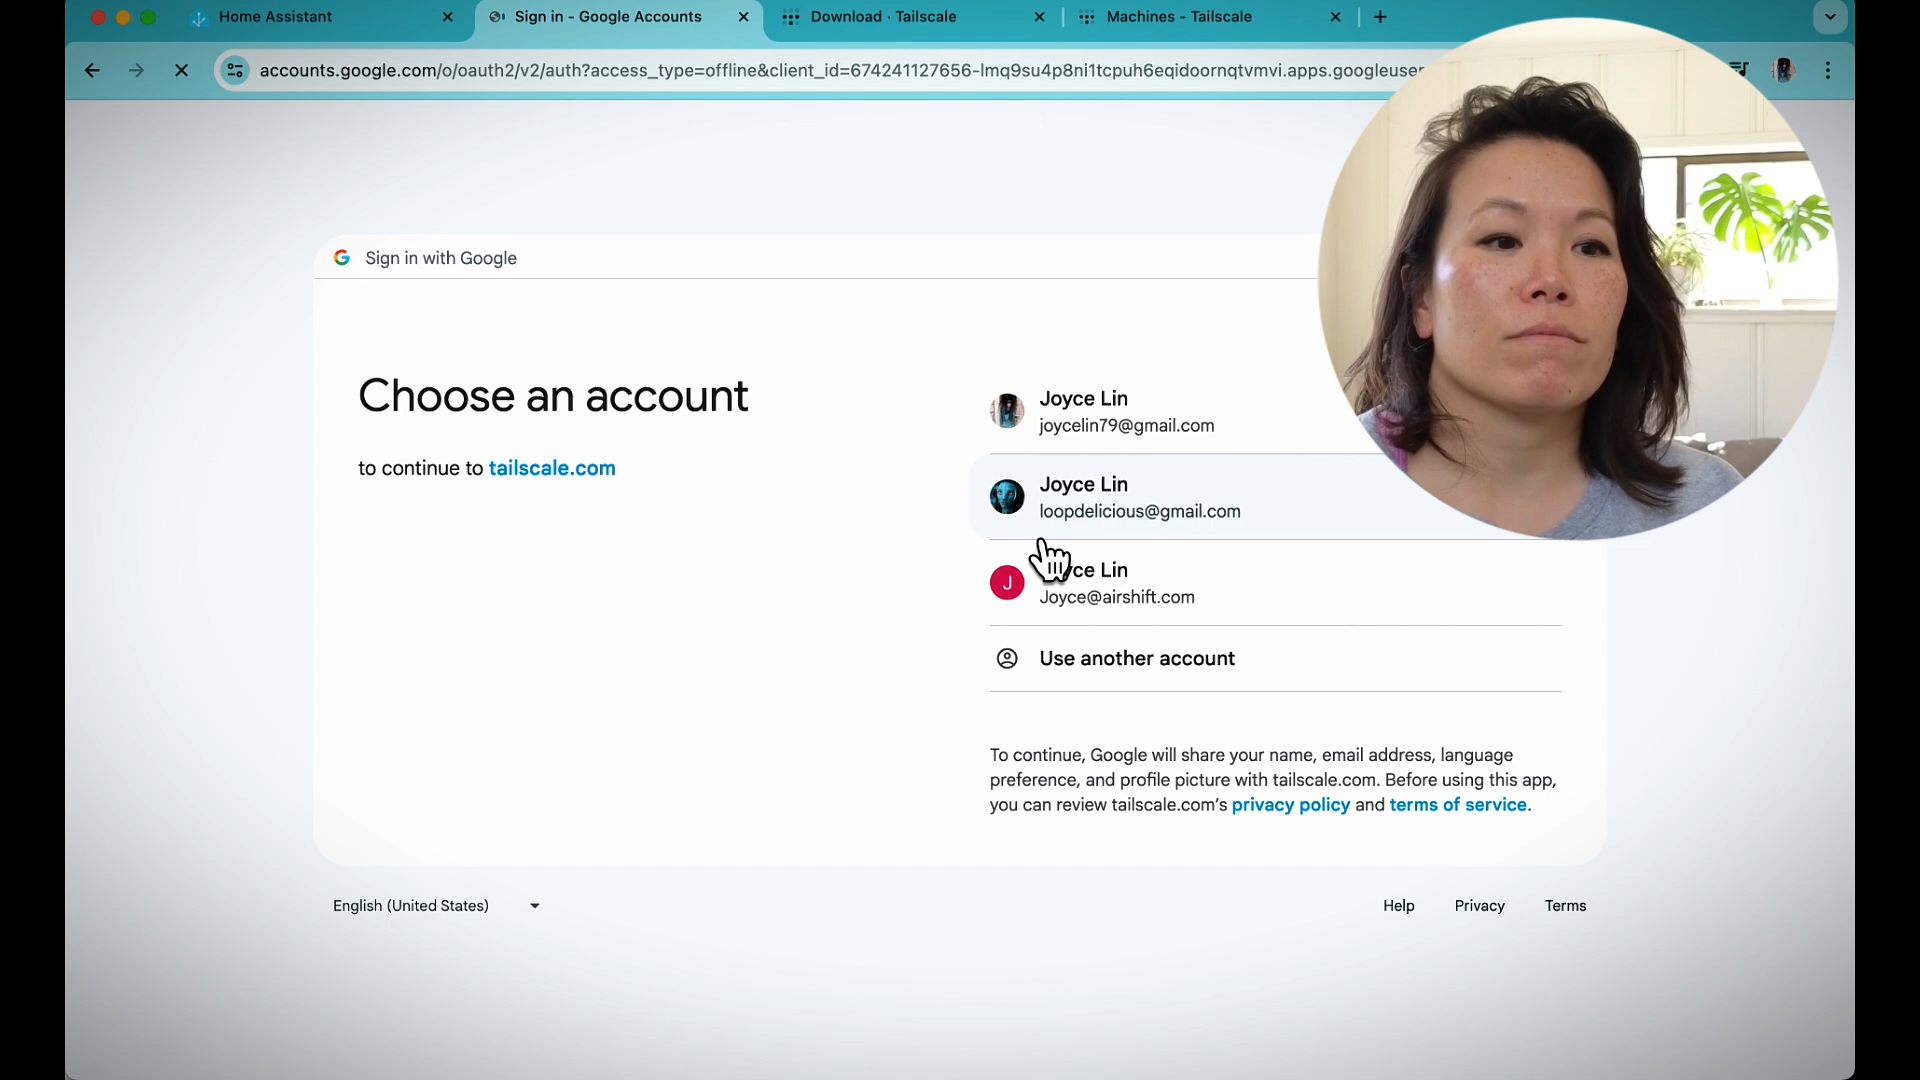 Home Assistant
Sign in - Google Accounts
Download · Tailscale
Machines - Tailscale
accounts.google.com/o/oauth2/v2/auth?access_type=offline&client_id=674241127656-lmq9su4p8ni1tcpuh6eqidoornqtvmvi.apps.googleuser
Sign in with Google
Choose an account
to continue to tailscale.com
Joyce Lin
joycelin79@gmail.com
Joyce Lin
loopdelicious@gmail.com
J
yce Lin
Joyce@airshift.com
Use another account
To continue, Google will share your name, email address, language
preference, and profile picture with tailscale.com. Before using this app,
you can review tailscale.com's privacy policy and terms of service.
English (United States)
Help
Privacy
Terms